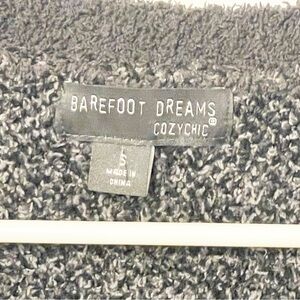 BAREFOOT DREAMS
COZYCHIC®
S
MADE IN
CHINA